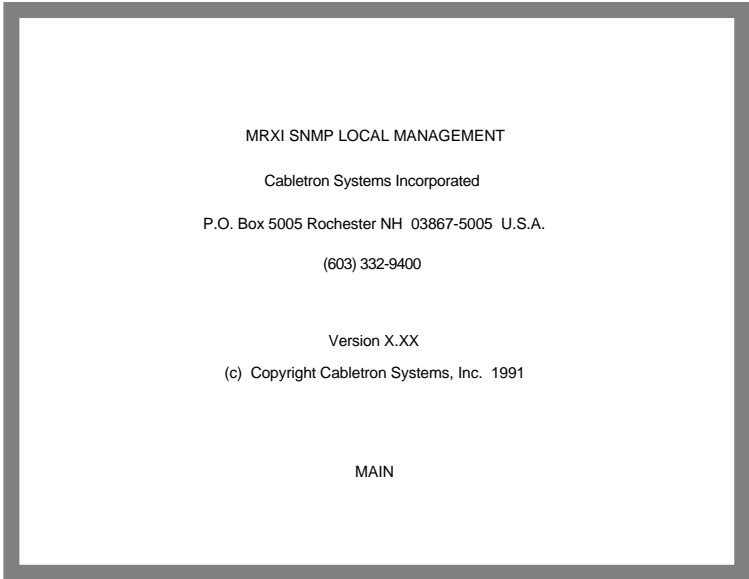 MRXI SNMP LOCAL MANAGEMENT
Cabletron Systems Incorporated
P.O. Box 5005 Rochester NH  03867-5005  U.S.A.
(603) 332-9400
Version X.XX
(c)  Copyright Cabletron Systems, Inc.  1991
MAIN